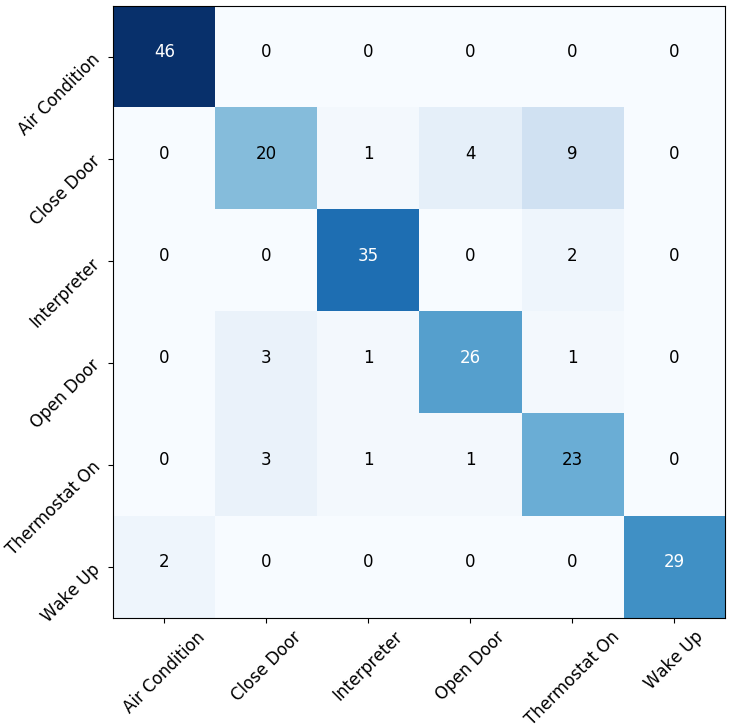 Air Condition 46 0 0 0 0 0
Close Door 0 20 1 4 9 0
Interpreter 0 0 35 0 2 0
Open Door 0 3 1 26 1 0
Thermostat On 0 3 1 1 23 0
Wake Up 2 0 0 0 0 29
Air Condition Close Door Interpreter Open Door Thermostat On Wake Up